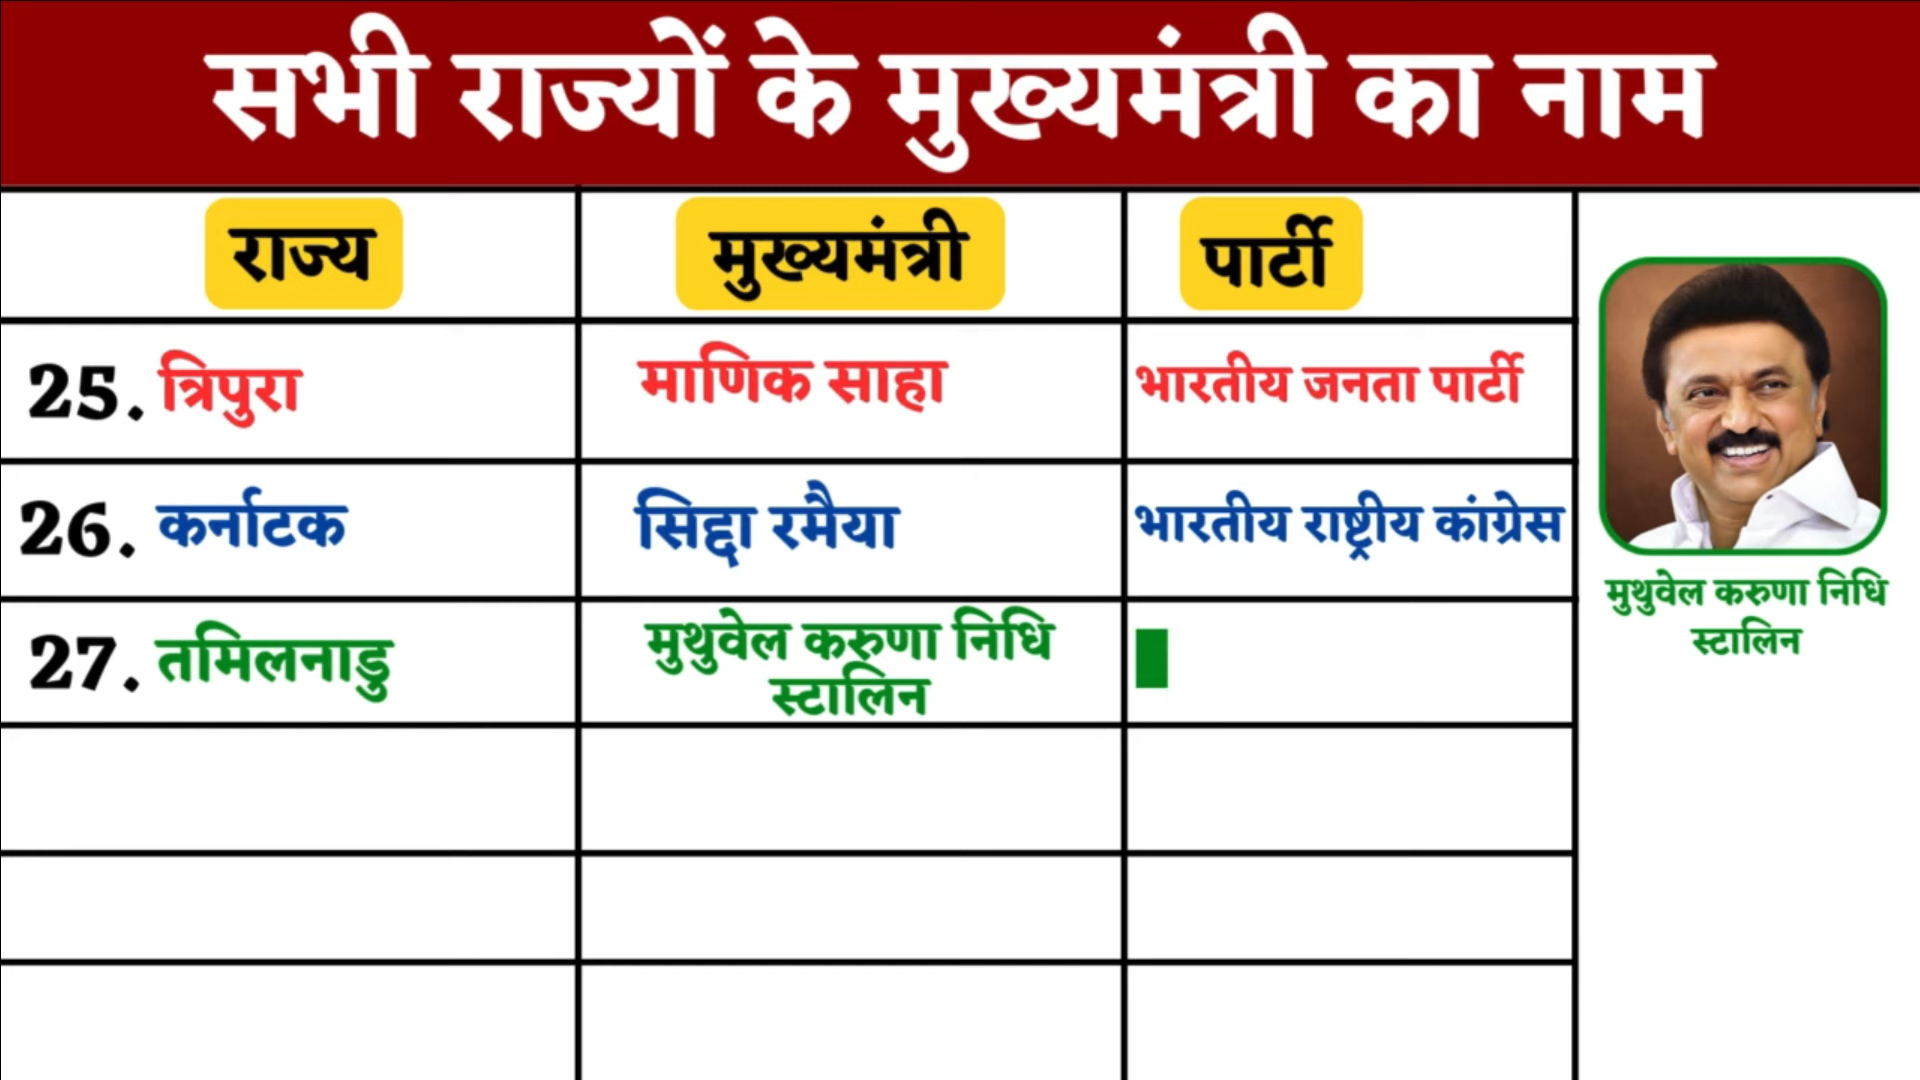 सभी राज्यों के मुख्यमंत्री का नाम
राज्य मुख्यमंत्री पार्टी
25. त्रिपुरा माणिक साहा भारतीय जनता पार्टी
26. कर्नाटक सिद्दा रमैया भारतीय राष्ट्रीय कांग्रेस
27. तमिलनाडु मुथुवेल करुणा निधि
स्टालिन
मुथुवेल करुणा निधि
स्टालिन